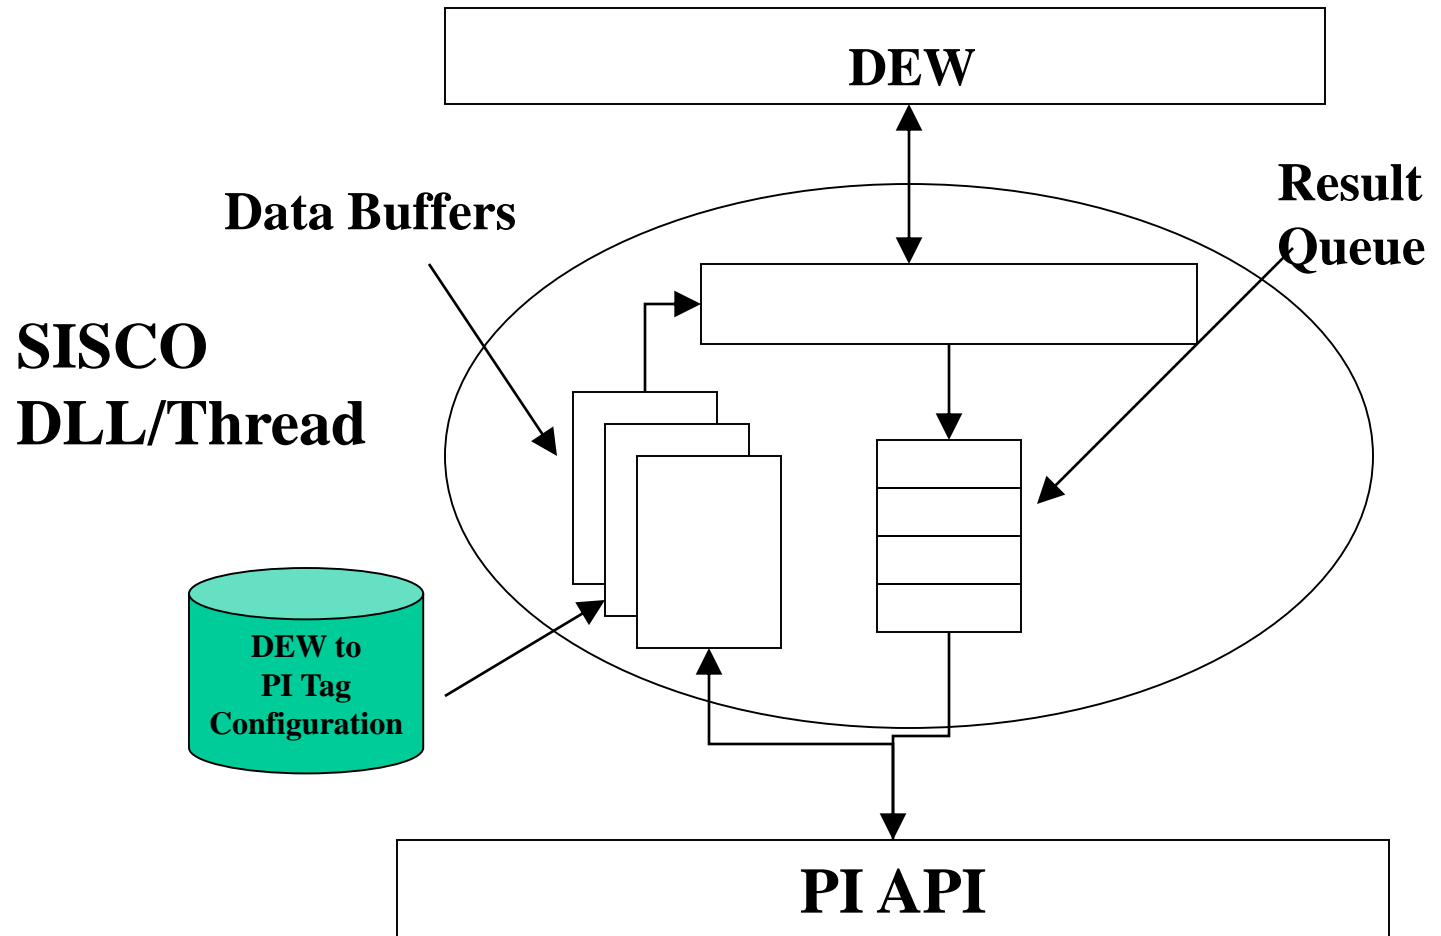 DEW
Data Buffers
Result
Queue
SISCO
DLL/Thread
DEW to
PI Tag
Configuration
PI API